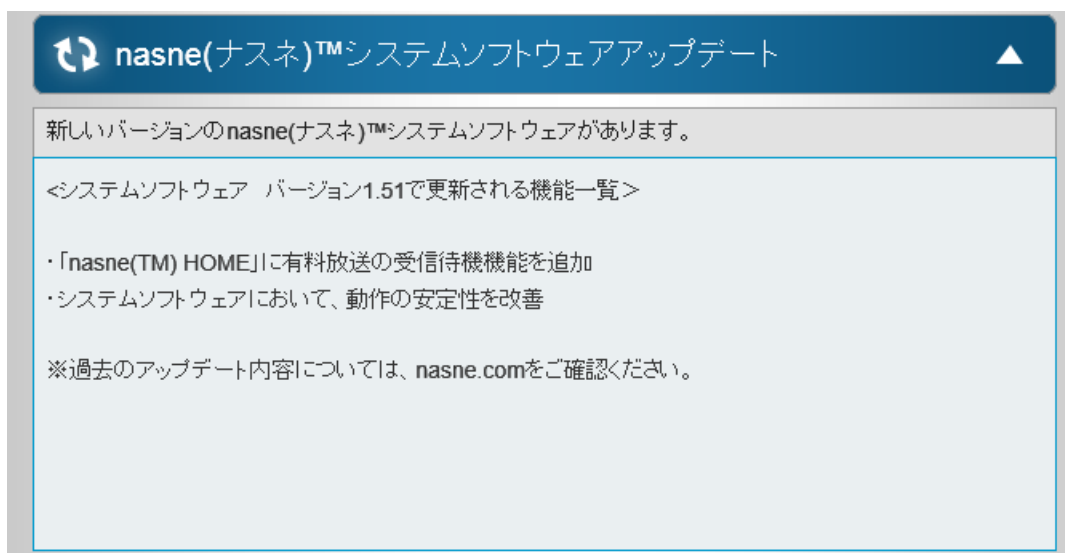 nasne(ナスネ)™システムソフトウェアアップデート
新しいバージョンのnasne(ナスネ)™システムソフトウェアがあります。
<システムソフトウェア　バージョン1.51で更新される機能一覧>
・「nasne(TM) HOME」に有料放送の受信待機機能を追加
・システムソフトウェアにおいて、動作の安定性を改善
※過去のアップデート内容については、nasne.comをご確認ください。